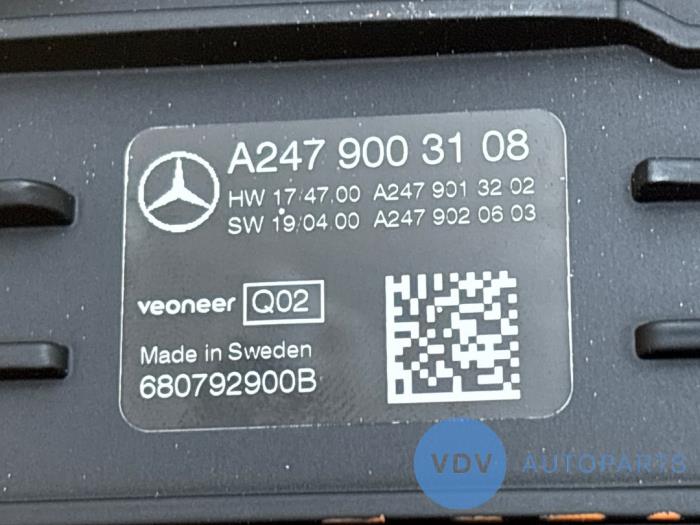 A247 900 31 08
HW 17/47.00 A247 901 32 02
SW 19/04.00 A247 902 06 03
veoneer Q02
Made in Sweden
680792900B
VDV AUTOPARTS